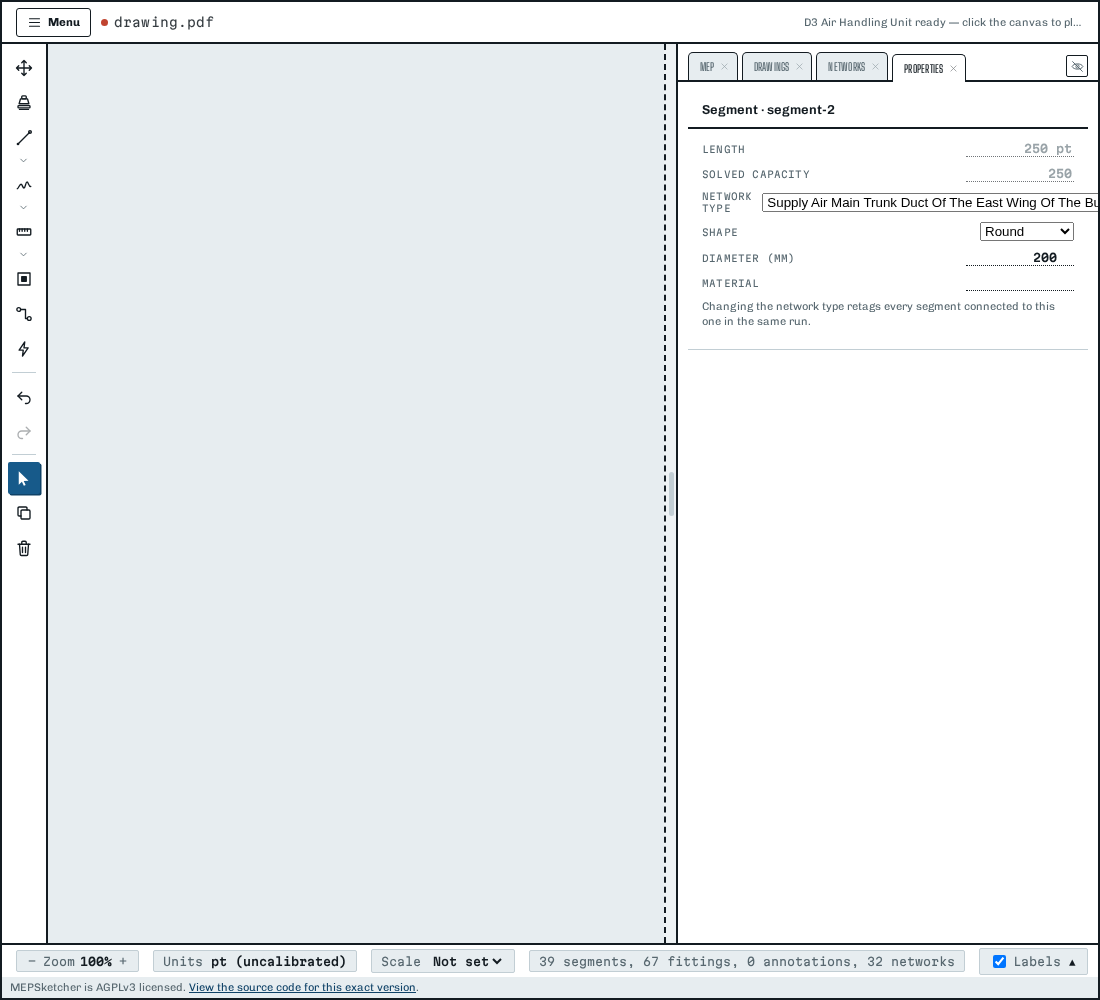 Menu
drawing.pdf
D3 Air Handling Unit ready — click the canvas to pl...
MEP
DRAWINGS
NETWORKS
PROPERTIES
Segment · segment-2
LENGTH 250 pt
SOLVED CAPACITY 250
NETWORK TYPE Supply Air Main Trunk Duct Of The East Wing Of The Bu
SHAPE Round
DIAMETER (MM) 200
MATERIAL
Changing the network type retags every segment connected to this
one in the same run.
− Zoom 100% +
Units pt (uncalibrated)
Scale Not set
39 segments, 67 fittings, 0 annotations, 32 networks
Labels ▲
MEPSketcher is AGPLv3 licensed. View the source code for this exact version.